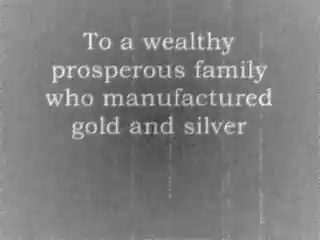 To a wealthy
prosperous family
who manufactured
gold and silver